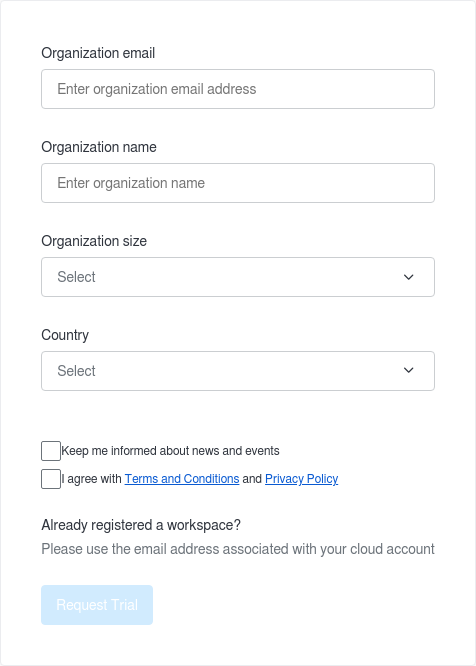 Organization email
Enter organization email address
Organization name
Enter organization name
Organization size
Select
Country
Select
Keep me informed about news and events
I agree with Terms and Conditions and Privacy Policy
Already registered a workspace?
Please use the email address associated with your cloud account
Request Trial